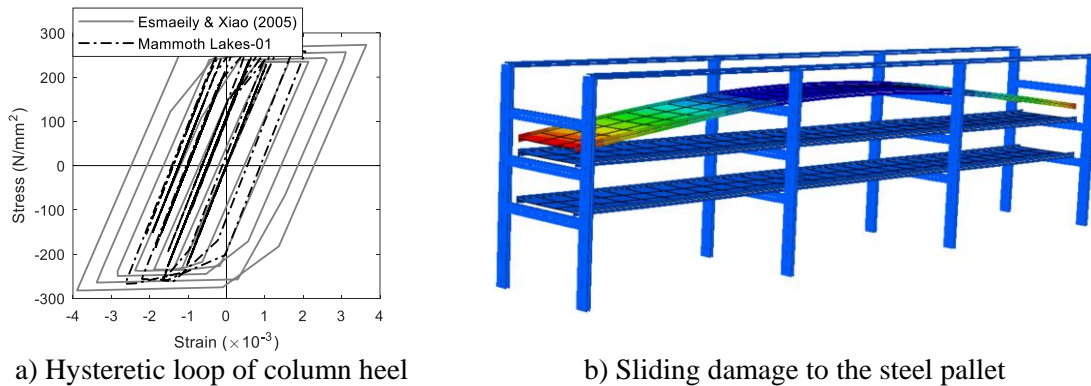 Esmaeily & Xiao (2005)
Mammoth Lakes-01
300
200
100
0
-100
-200
-300
Stress (N/mm²)
-4 -3 -2 -1 0 1 2 3 4
Strain (×10⁻³)
a) Hysteretic loop of column heel
b) Sliding damage to the steel pallet